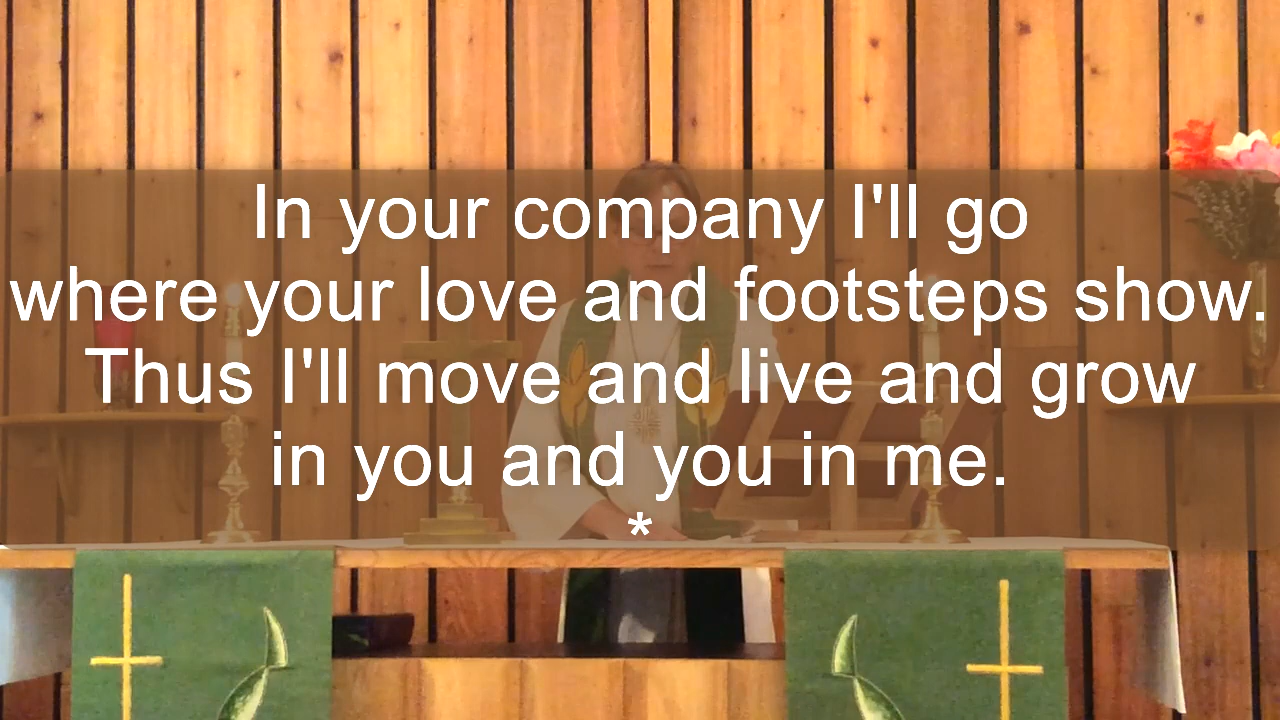 In your company I'll go
where your love and footsteps show.
Thus I'll move and live and grow
in you and you in me.
*